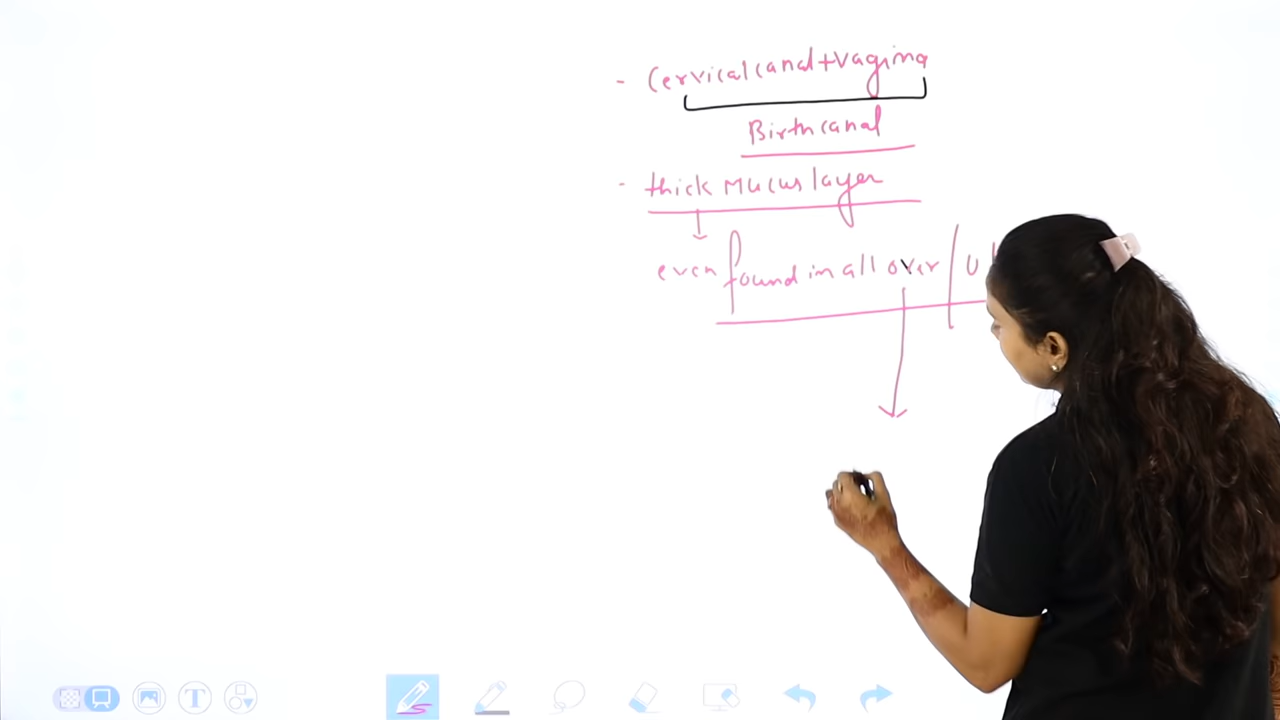 - Cervical canal + vagina
Birth canal
- thick Mucus layer
even found in all over / U
T